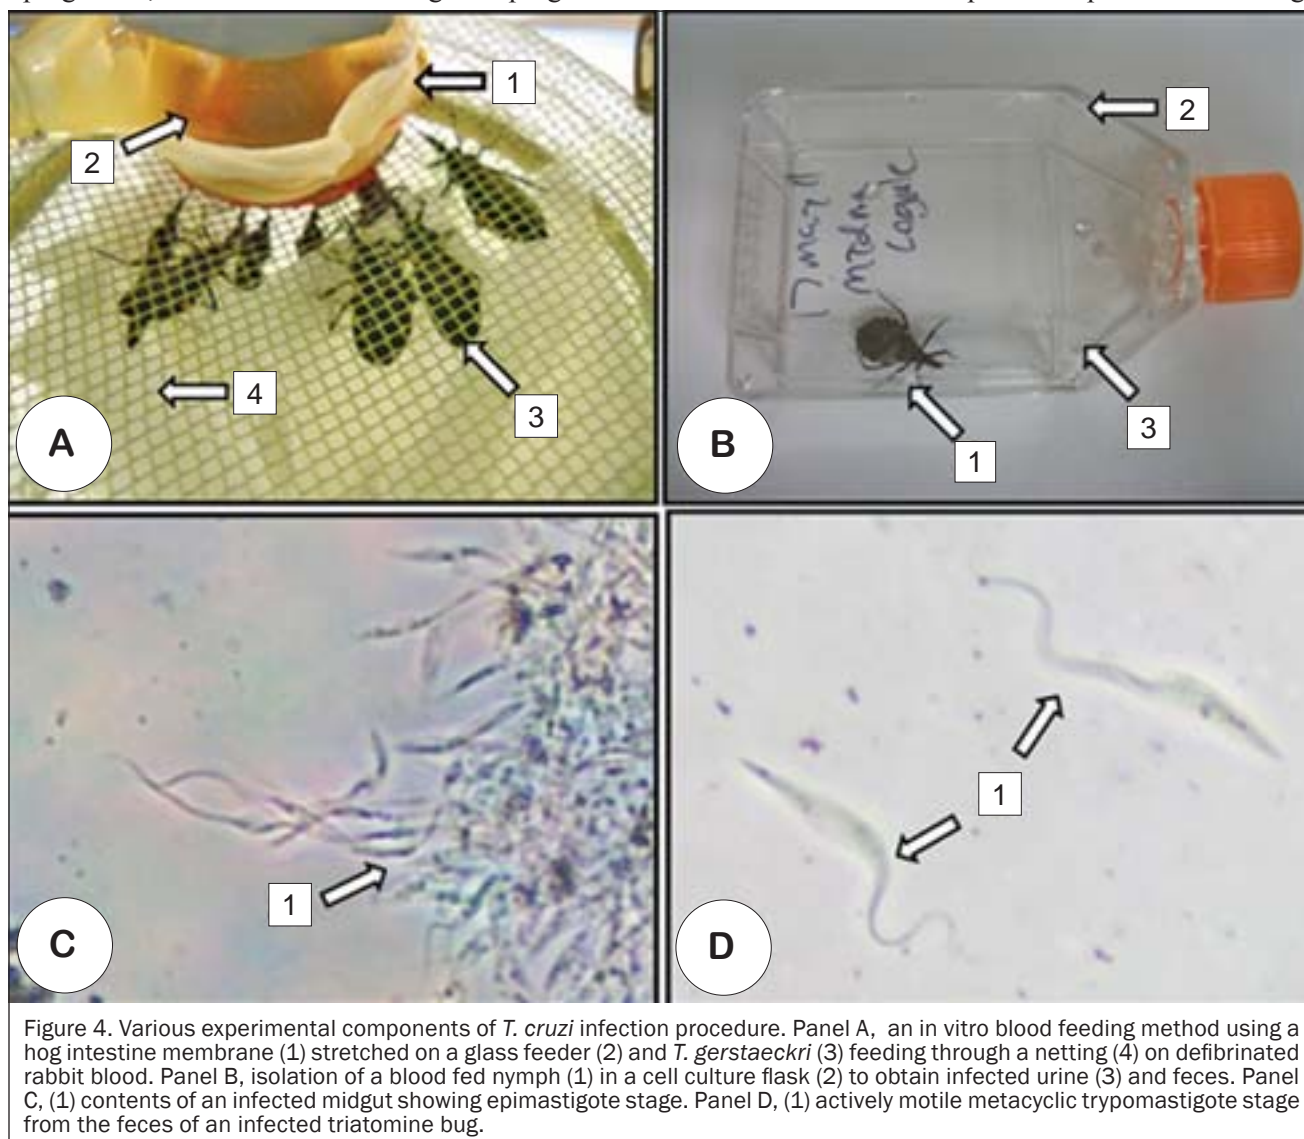 1
2
4
3
A
2
17 May 11
3
1
B
1
C
1
D
Figure 4. Various experimental components of T. cruzi infection procedure. Panel A, an in vitro blood feeding method using a
hog intestine membrane (1) stretched on a glass feeder (2) and T. gerstaeckri (3) feeding through a netting (4) on defibrinated
rabbit blood. Panel B, isolation of a blood fed nymph (1) in a cell culture flask (2) to obtain infected urine (3) and feces. Panel
C, (1) contents of an infected midgut showing epimastigote stage. Panel D, (1) actively motile metacyclic trypomastigote stage
from the feces of an infected triatomine bug.